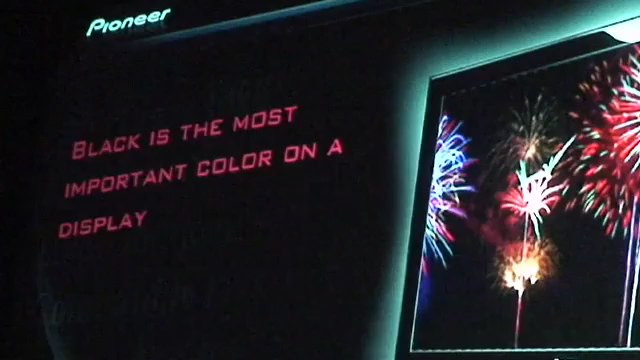 Pioneer
BLACK IS THE MOST
IMPORTANT COLOR ON A
DISPLAY